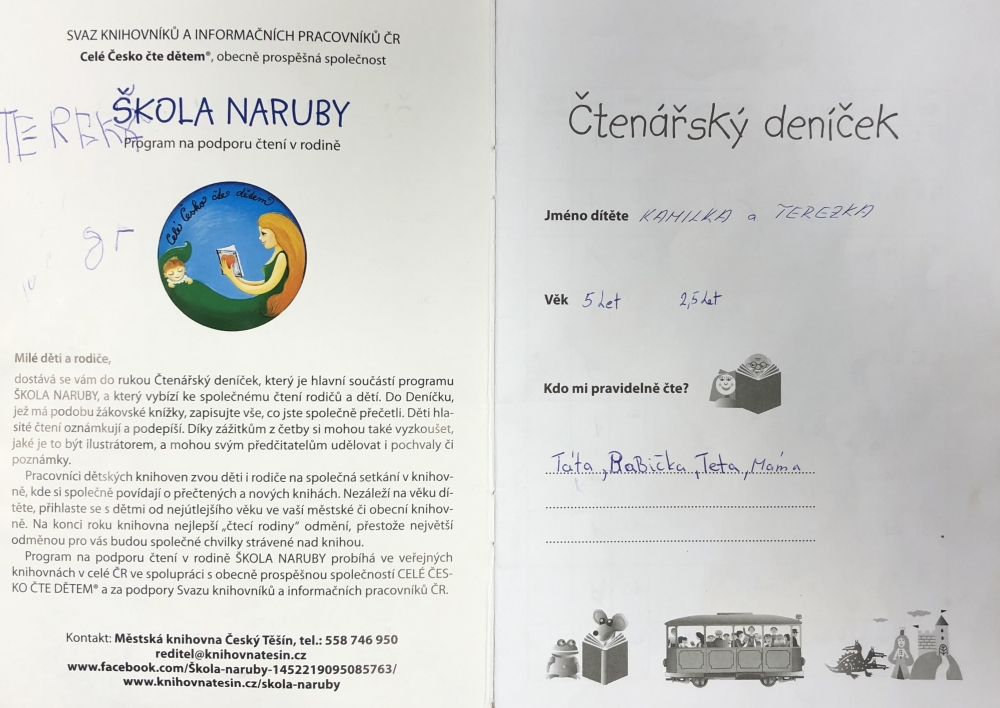 SVAZ KNIHOVNÍKŮ A INFORMAČNÍCH PRACOVNÍKŮ ČR
Celé Česko čte dětem®, obecně prospěšná společnost
ŠKOLA NARUBY
Program na podporu čtení v rodině
Celé Česko čte dětem
Milé děti a rodiče,
dostává se vám do rukou Čtenářský deníček, který je hlavní součástí programu
ŠKOLA NARUBY, a který vybízí ke společnému čtení rodičů a dětí. Do Deníčku,
jež má podobu žákovské knížky, zapisujte vše, co jste společně přečetli. Děti hla-
sité čtení oznámkují a podepíší. Díky zážitkům z četby si mohou také vyzkoušet,
jaké je to být ilustrátorem, a mohou svým předčitatelům udělovat i pochvaly či
poznámky.
Pracovníci dětských knihoven zvou děti i rodiče na společná setkání v knihov-
ně, kde si společně povídají o přečtených a nových knihách. Nezáleží na věku dí-
těte, přihlaste se s dětmi od nejútlejšího věku ve vaší městské či obecní knihov-
ně. Na konci roku knihovna nejlepší „čtecí rodiny“ odmění, přestože největší
odměnou pro vás budou společné chvilky strávené nad knihou.
Program na podporu čtení v rodině ŠKOLA NARUBY probíhá ve veřejných
knihovnách v celé ČR ve spolupráci s obecně prospěšnou společností CELÉ ČES-
KO ČTE DĚTEM® a za podpory Svazu knihovníků a informačních pracovníků ČR.
Kontakt: Městská knihovna Český Těšín, tel.: 558 746 950
reditel@knihovnatesin.cz
www.facebook.com/Škola-naruby-1452219095085763/
www.knihovnatesin.cz/skola-naruby
Čtenářský deníček
Jméno dítěte KAMILKA a TEREZKA
Věk 5 let 2,5 let
Kdo mi pravidelně čte?
Táta, Babička, Teta, Mama